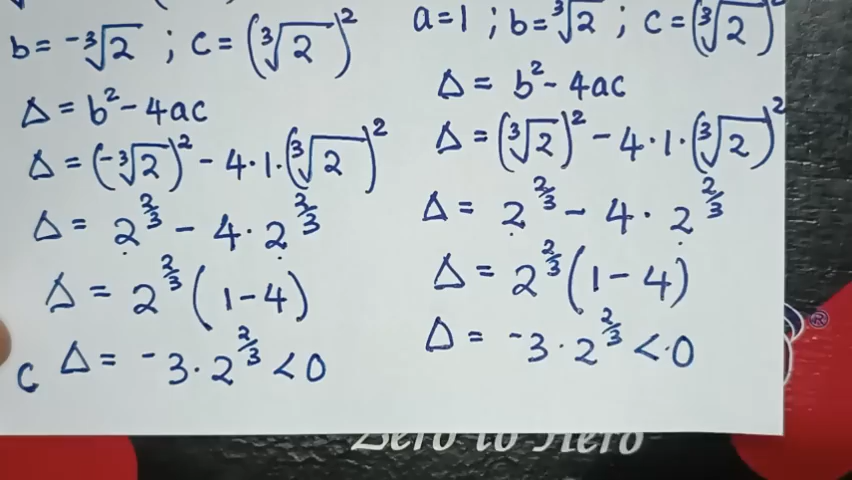 b = -∛2 ; c = (∛2)²
Δ = b² - 4ac
Δ = (-∛2)² - 4·1·(∛2)²
Δ = 2^(2/3) - 4·2^(2/3)
Δ = 2^(2/3) (1-4)
c Δ = -3·2^(2/3) < 0
a = 1 ; b = ∛2 ; c = (∛2)²
Δ = b² - 4ac
Δ = (∛2)² - 4·1·(∛2)²
Δ = 2^(2/3) - 4·2^(2/3)
Δ = 2^(2/3) (1-4)
Δ = -3·2^(2/3) <·0
®
Zero to Hero